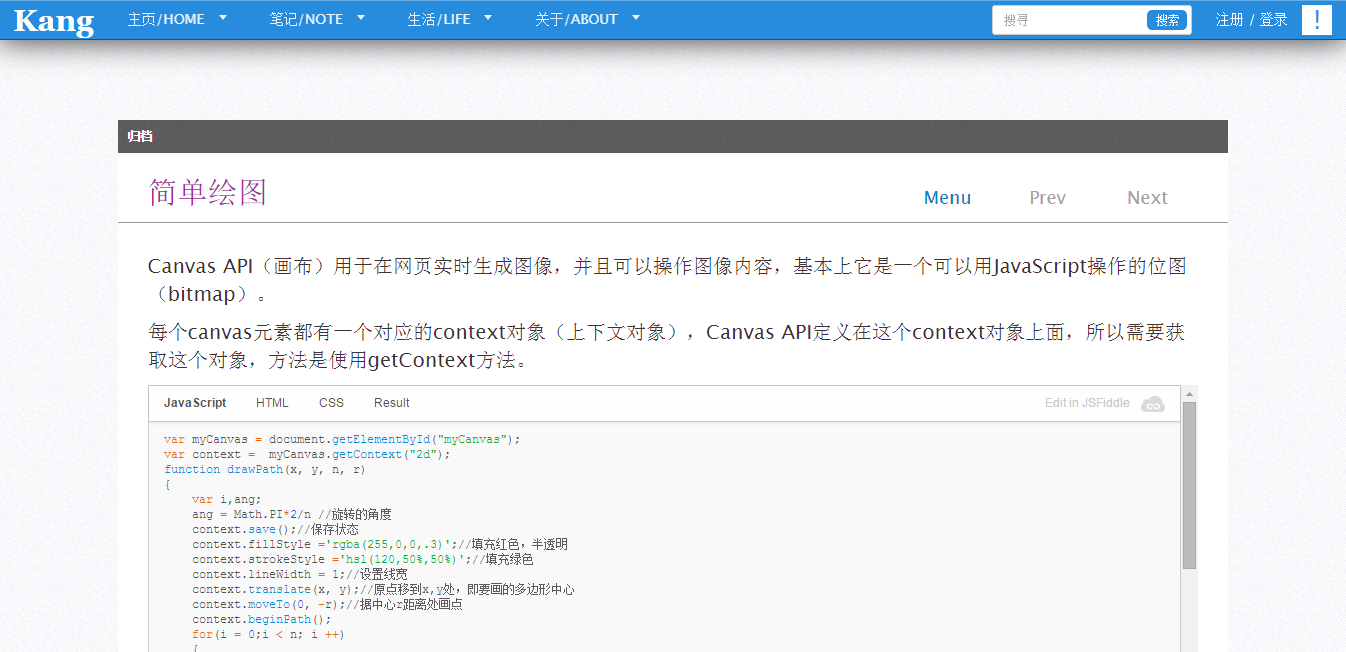 Kang 主页/HOME 笔记/NOTE 生活/LIFE 关于/ABOUT 搜寻 搜索 注册 / 登录 !
归档
简单绘图 Menu Prev Next
Canvas API（画布）用于在网页实时生成图像，并且可以操作图像内容，基本上它是一个可以用JavaScript操作的位图
（bitmap）。
每个canvas元素都有一个对应的context对象（上下文对象），Canvas API定义在这个context对象上面，所以需要获
取这个对象，方法是使用getContext方法。
JavaScript HTML CSS Result Edit in JSFiddle
var myCanvas = document.getElementById("myCanvas");
var context =  myCanvas.getContext("2d");
function drawPath(x, y, n, r)
{
    var i,ang;
    ang = Math.PI*2/n //旋转的角度
    context.save();//保存状态
    context.fillStyle ='rgba(255,0,0,.3)';//填充红色，半透明
    context.strokeStyle ='hsl(120,50%,50%)';//填充绿色
    context.lineWidth = 1;//设置线宽
    context.translate(x, y);//原点移到x,y处，即要画的多边形中心
    context.moveTo(0, -r);//据中心r距离处画点
    context.beginPath();
    for(i = 0;i < n; i ++)
    {